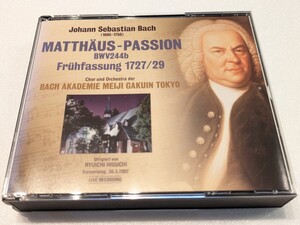 Johann Sebastian Bach
(1685-1750)
MATTHÄUS-PASSION
BWV244b
Frühfassung 1727/29
Chor und Orchestra der
BACH AKADEMIE MEIJI GAKUIN TOKYO
Dirigiert von
RYUICHI HIGUCHI
LIVE RECORDING